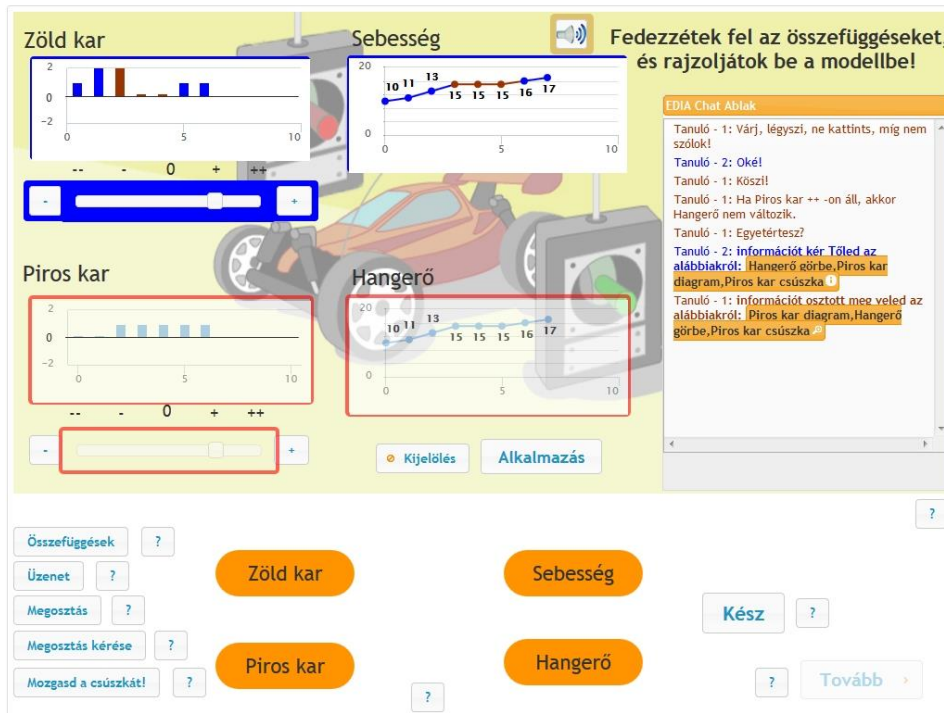 Zöld kar
Sebesség
Fedezzétek fel az összefüggéseket,
és rajzoljátok be a modellbe!
2
0
-2
0
5
10
20
10
11
13
15
15
15
16
17
0
0
5
10
--
-
0
+
++
-
+
EDIA Chat Ablak
Tanuló - 1: Várj, légyszi, ne kattints, míg nem
szólok!
Tanuló - 2: Oké!
Tanuló - 1: Köszi!
Tanuló - 1: Ha Piros kar ++ -on áll, akkor
Hangerő nem változik.
Tanuló - 1: Egyetértesz?
Tanuló - 2: információt kér Tőled az
alábbiakról: Hangerő görbe,Piros kar
diagram,Piros kar csúszka
Tanuló - 1: információt osztott meg veled az
alábbiakról: Piros kar diagram,Hangerő
görbe,Piros kar csúszka
Piros kar
Hangerő
2
0
-2
0
5
10
20
10
11
13
15
15
15
16
17
0
0
5
10
--
-
0
+
++
-
+
Kijelölés
Alkalmazás
?
Összefüggések
?
Üzenet
?
Megosztás
?
Megosztás kérése
?
Mozgasd a csúszkát!
?
Zöld kar
Sebesség
Piros kar
Hangerő
?
Kész
?
?
Tovább ›